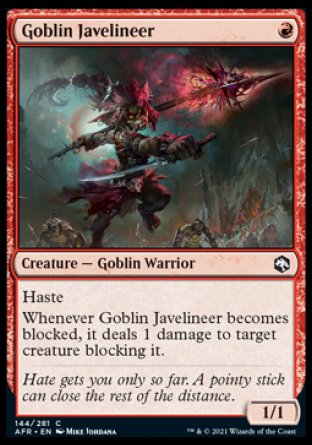 Goblin Javelineer
Creature — Goblin Warrior
Haste
Whenever Goblin Javelineer becomes
blocked, it deals 1 damage to target
creature blocking it.
Hate gets you only so far. A pointy stick
can close the rest of the distance.
1/1
144/281 C
AFR • EN Mike Jordana
™ & © 2021 Wizards of the Coast